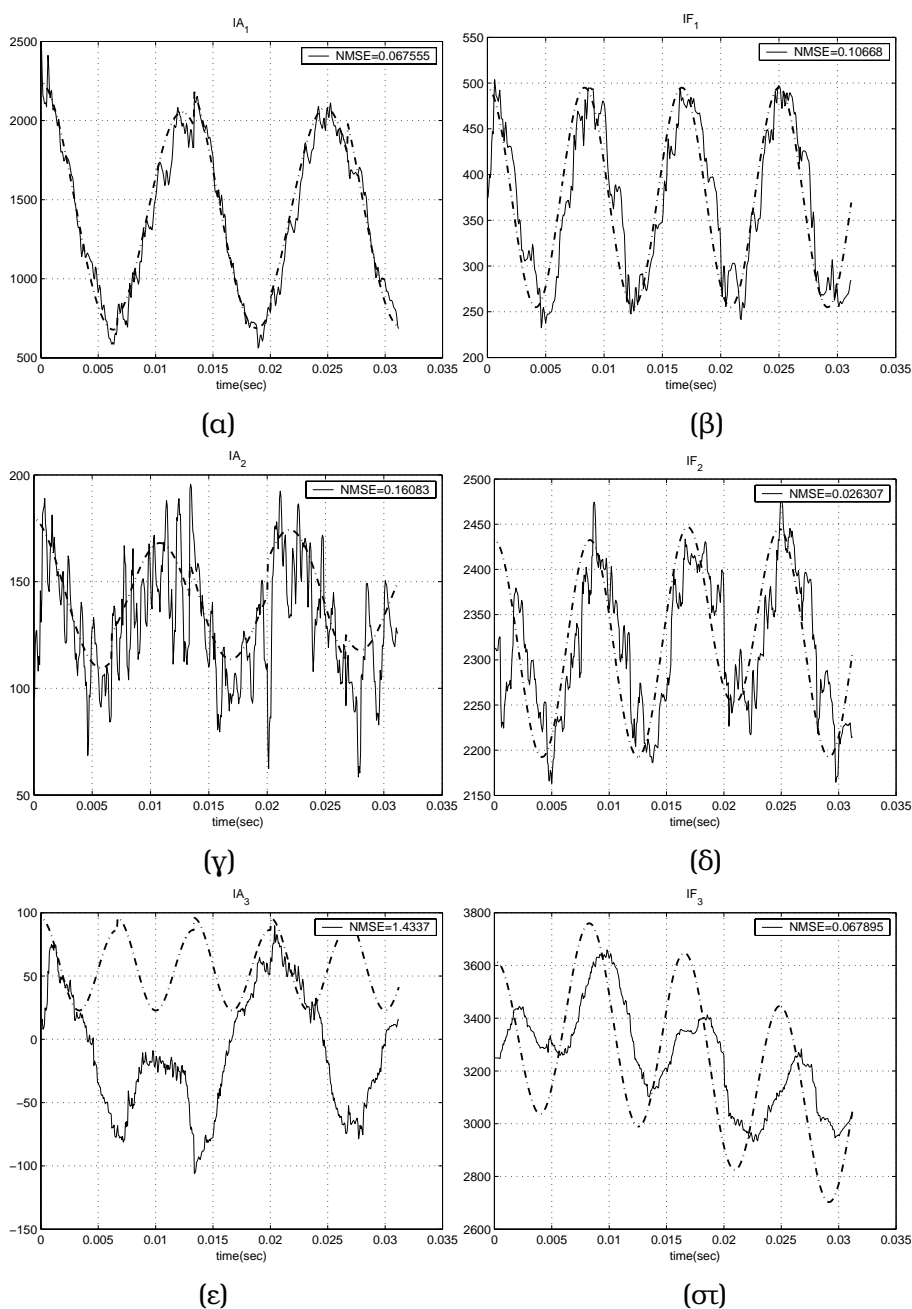 IA1
NMSE=0.067555
2500
2000
1500
1000
500
0 0.005 0.01 0.015 0.02 0.025 0.03 0.035
time(sec)
(α)
IF1
NMSE=0.10668
550
500
450
400
350
300
250
200
0 0.005 0.01 0.015 0.02 0.025 0.03 0.035
time(sec)
(β)
IA2
NMSE=0.16083
200
150
100
50
0 0.005 0.01 0.015 0.02 0.025 0.03 0.035
time(sec)
(γ)
IF2
NMSE=0.026307
2500
2450
2400
2350
2300
2250
2200
2150
0 0.005 0.01 0.015 0.02 0.025 0.03 0.035
time(sec)
(δ)
IA3
NMSE=1.4337
100
50
0
−50
−100
−150
0 0.005 0.01 0.015 0.02 0.025 0.03 0.035
time(sec)
(ε)
IF3
NMSE=0.067895
3800
3600
3400
3200
3000
2800
2600
0 0.005 0.01 0.015 0.02 0.025 0.03 0.035
time(sec)
(στ)